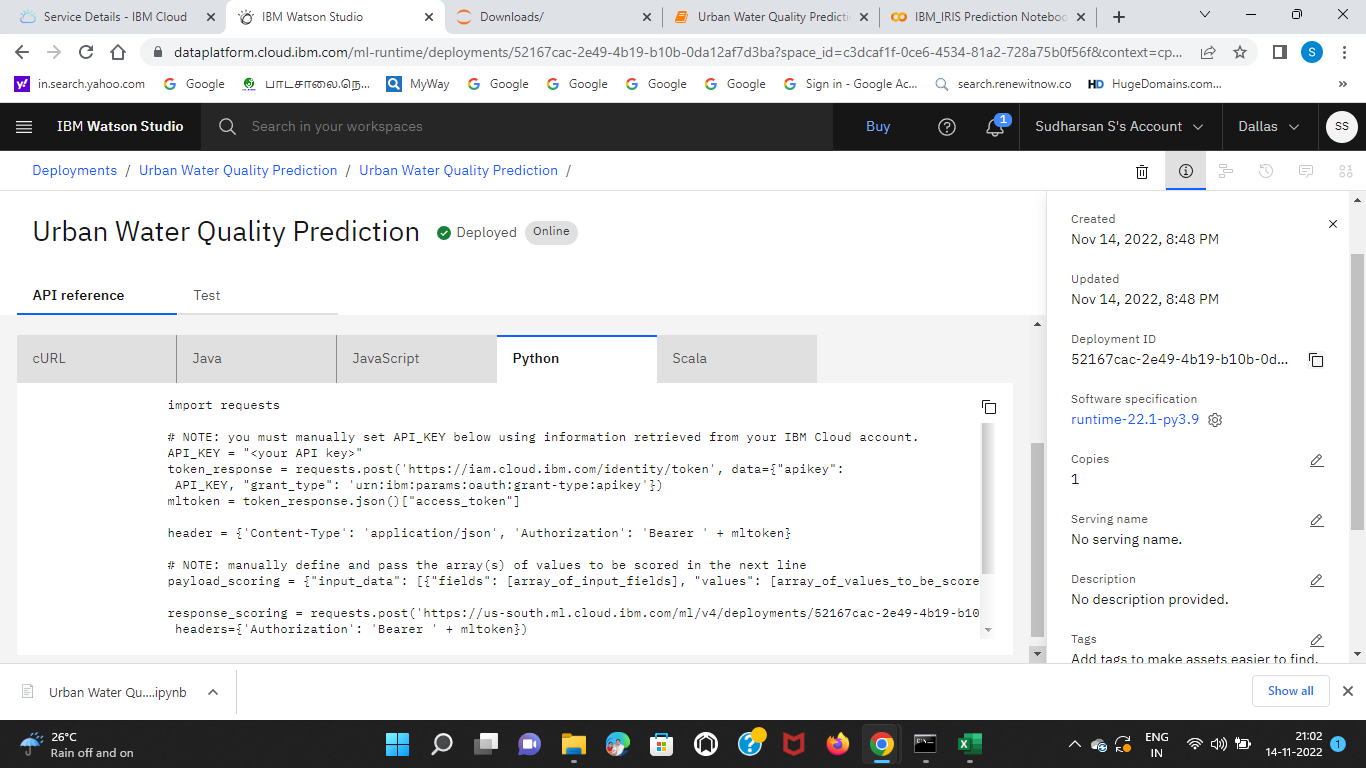 Service Details - IBM Cloud
IBM Watson Studio
Downloads/
Urban Water Quality Predicti
IBM_IRIS Prediction Noteboo
dataplatform.cloud.ibm.com/ml-runtime/deployments/52167cac-2e49-4b19-b10b-0da12af7d3ba?space_id=c3dcaf1f-0ce6-4534-81a2-728a75b0f56f&context=cp...
S
in.search.yahoo.com
Google
பாடசாலை.நெ...
MyWay
Google
Google
Google
Google
Sign in - Google Ac...
search.renewitnow.co
HD HugeDomains.com...
IBM Watson Studio
Search in your workspaces
Buy
1
Sudharsan S's Account
Dallas
SS
Deployments / Urban Water Quality Prediction / Urban Water Quality Prediction /
Urban Water Quality Prediction
Deployed
Online
API reference
Test
cURL
Java
JavaScript
Python
Scala
import requests
# NOTE: you must manually set API_KEY below using information retrieved from your IBM Cloud account.
API_KEY = "<your API key>"
token_response = requests.post('https://iam.cloud.ibm.com/identity/token', data={"apikey":
API_KEY, "grant_type": 'urn:ibm:params:oauth:grant-type:apikey'})
mltoken = token_response.json()["access_token"]
header = {'Content-Type': 'application/json', 'Authorization': 'Bearer ' + mltoken}
# NOTE: manually define and pass the array(s) of values to be scored in the next line
payload_scoring = {"input_data": [{"fields": [array_of_input_fields], "values": [array_of_values_to_be_score
response_scoring = requests.post('https://us-south.ml.cloud.ibm.com/ml/v4/deployments/52167cac-2e49-4b19-b10
headers={'Authorization': 'Bearer ' + mltoken})
Created
Nov 14, 2022, 8:48 PM
Updated
Nov 14, 2022, 8:48 PM
Deployment ID
52167cac-2e49-4b19-b10b-0d...
Software specification
runtime-22.1-py3.9
Copies
1
Serving name
No serving name.
Description
No description provided.
Tags
Add tags to make assets easier to find.
Urban Water Qu....ipynb
Show all
26°C
Rain off and on
ENG
IN
21:02
14-11-2022
1